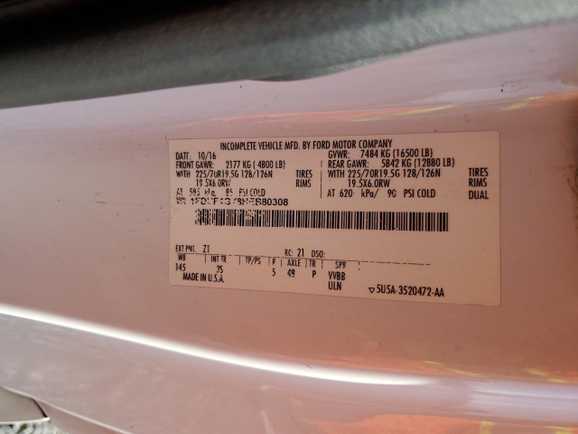 INCOMPLETE VEHICLE MFD. BY FORD MOTOR COMPANY
DATE: 10/16 GVWR: 7484 KG (16500 LB)
FRONT GAWR: 2177 KG ( 4800 LB) REAR GAWR: 5842 KG (12880 LB)
WITH 225/70R19.5G 128/126N TIRES WITH 225/70R19.5G 128/126N TIRES
19.5X6.0RW RIMS 19.5X6.0RW RIMS
AT kPa/ PSI COLD AT 620 kPa/ 90 PSI COLD DUAL
EXT PNT: Z1 RC: 21 DSO:
WB INT TR TP/PS R AXLE TR SPR
145 5 49 P VVBB
MADE IN U.S.A. ULN 5U5A-3520472-AA